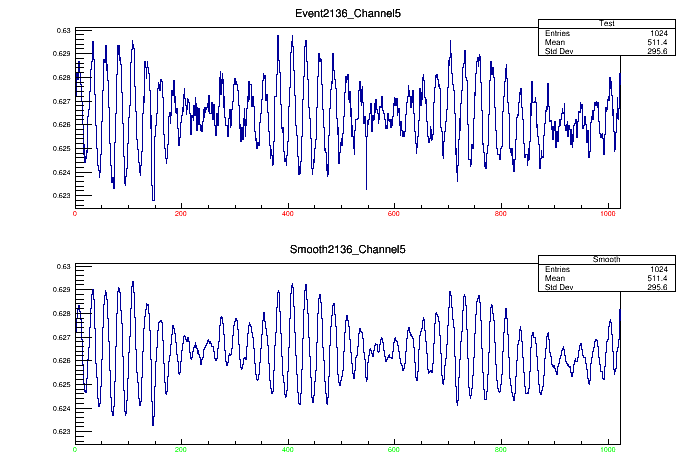 Event2136_Channel5
Test
Entries 1024
Mean 511.4
Std Dev 295.6
0.63
0.629
0.628
0.627
0.626
0.625
0.624
0.623
0 200 400 600 800 1000
Smooth2136_Channel5
Smooth
Entries 1024
Mean 511.4
Std Dev 295.6
0.63
0.629
0.628
0.627
0.626
0.625
0.624
0.623
0 200 400 600 800 1000